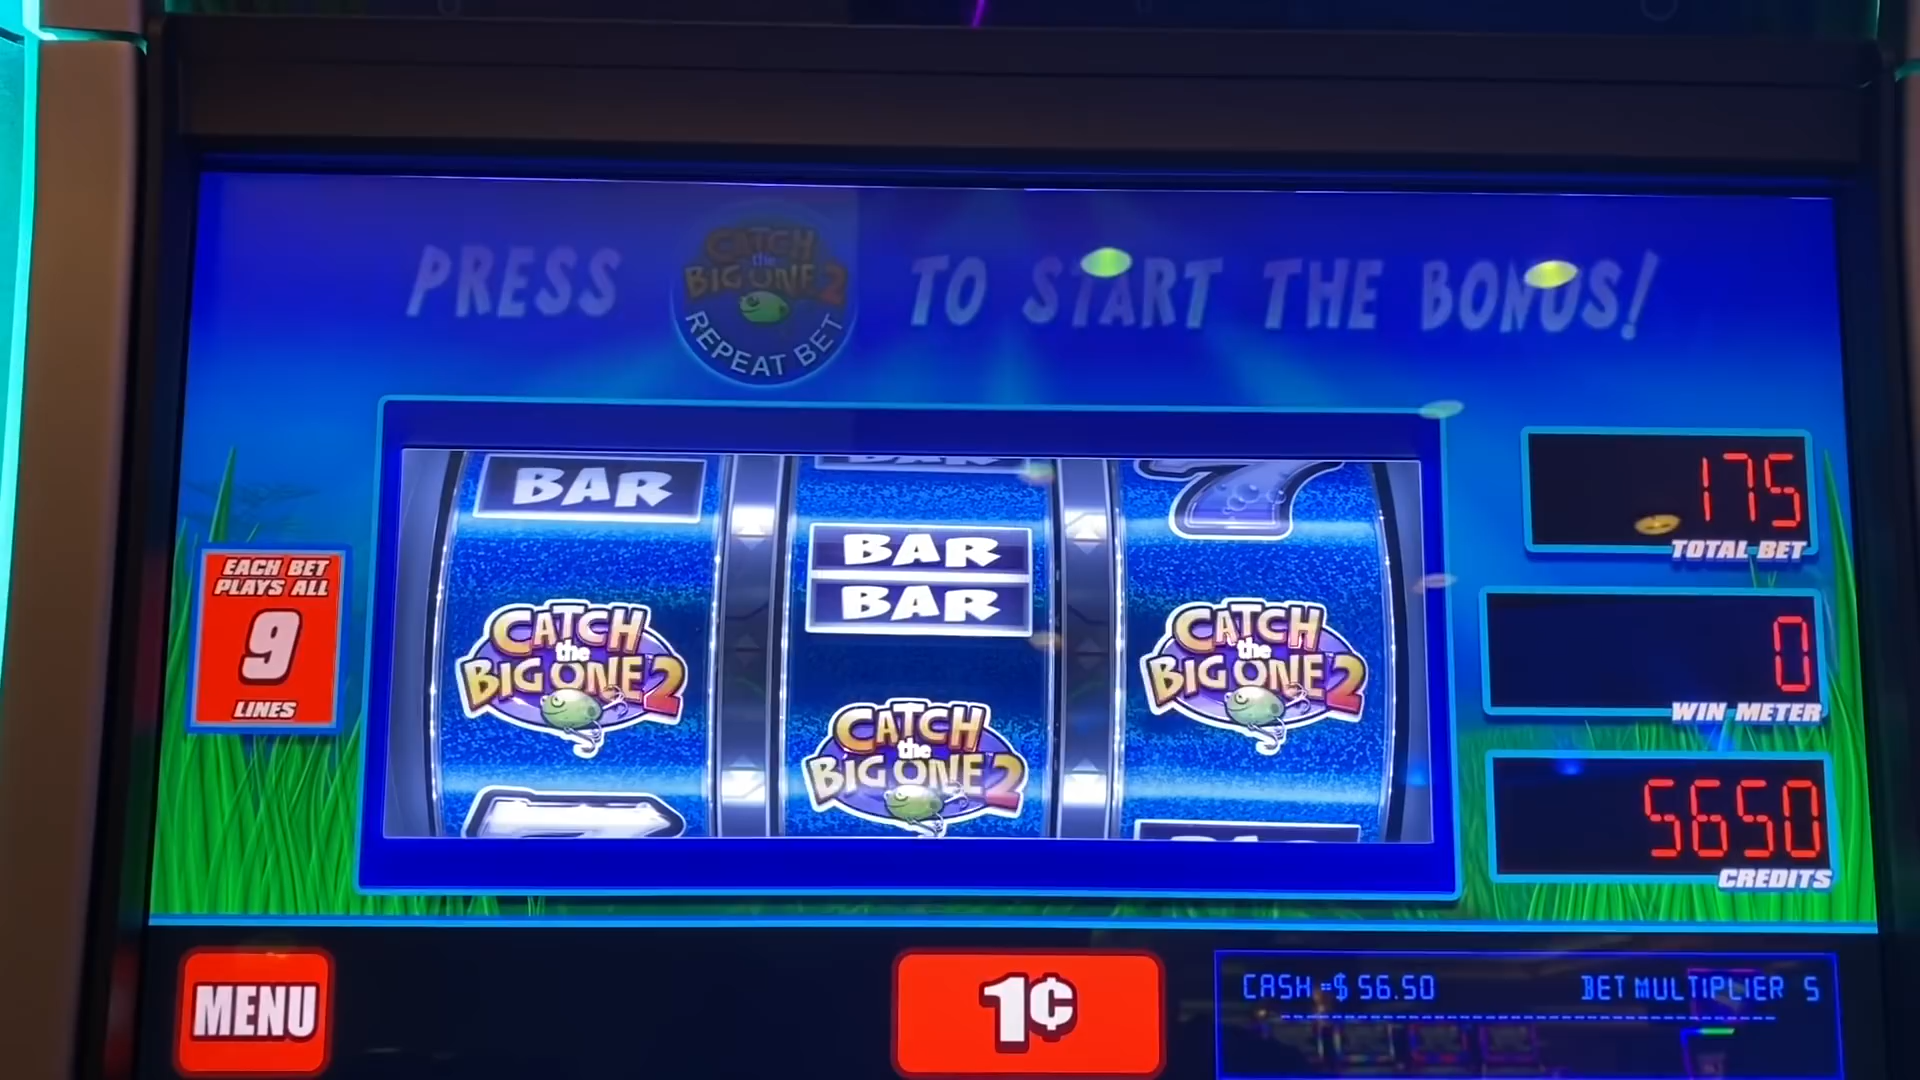 PRESS CATCH the BIG ONE 2 REPEAT BET TO START THE BONUS!
BAR
BAR
BAR
BAR
7
CATCH the BIG ONE 2
CATCH the BIG ONE 2
CATCH the BIG ONE 2
EACH BET
PLAYS ALL
9
LINES
175
TOTAL BET
0
WIN METER
5650
CREDITS
MENU
1¢
CASH =$ 56.50
BET MULTIPLIER 5